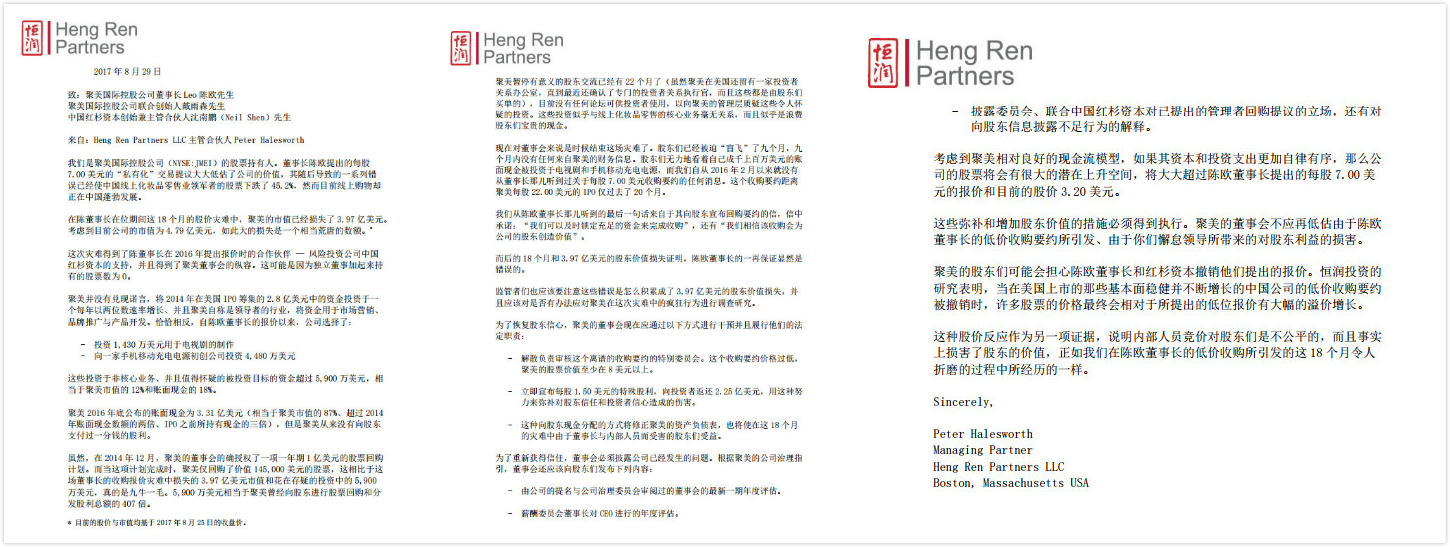 恒润
Heng Ren
Partners
2017 年 8 月 29 日
致：聚美国际控股公司董事长 Leo 陈欧先生
聚美国际控股公司联合创始人戴雨森先生
中国红杉资本创始兼主管合伙人沈南鹏（Neil Shen）先生
来自：Heng Ren Partners LLC 主管合伙人 Peter Halesworth
我们是聚美国际控股公司（NYSE:JMEI）的股票持有人。董事长陈欧提出的每股
7.00 美元的“私有化”交易提议大大低估了公司的价值，其随后导致的一系列错
误已经使中国线上化妆品零售业领军者的股票下跌了 45.2%，然而目前线上购物却
正在中国蓬勃发展。
在陈董事长在位期间这 18 个月的股价灾难中，聚美的市值已经损失了 3.97 亿美元。
考虑到目前公司的市值为 4.79 亿美元，如此大的损失是一个相当荒唐的数额。*
这次灾难得到了陈董事长在 2016 年提出报价时的合作伙伴 — 风险投资公司中国
红杉资本的支持，并且得到了聚美董事会的纵容。这可能是因为独立董事加起来持
有的股票数为 0。
聚美并没有兑现诺言，将 2014 年在美国 IPO 筹集的 2.8 亿美元中的资金投资于一
个每年以两位数速率增长、并且聚美自称是领导者的行业，将资金用于市场营销、
品牌推广与产品开发。恰恰相反，自陈欧董事长的报价以来，公司选择了：
- 投资 1,430 万美元用于电视剧的制作
- 向一家手机移动充电电源初创公司投资 4,480 万美元
这些投资于非核心业务、并且值得怀疑的被投资目标的资金超过 5,900 万美元，相
当于聚美市值的 12%和账面现金的 18%。
聚美 2016 年底公布的账面现金为 3.31 亿美元（相当于聚美市值的 87%、超过 2014
年账面现金数额的两倍、IPO 之前所持有现金的三倍），但是聚美从来没有向股东
支付过一分钱的股利。
虽然，在 2014 年 12 月，聚美的董事会的确授权了一项一年期 1 亿美元的股票回购
计划。而当这项计划完成时，聚美仅回购了价值 145,000 美元的股票，这相比于这
场董事长的收购报价灾难中损失的 3.97 亿美元市值和花在存疑的投资中的 5,900
万美元，真的是九牛一毛。5,900 万美元相当于聚美曾经向股东进行股票回购和分
发股利总额的 407 倍。
* 目前的股价与市值均基于 2017 年 8 月 25 日的收盘价。
恒润
Heng Ren
Partners
聚美暂停有意义的股东交流已经有 22 个月了（虽然聚美在美国还留有一家投资者
关系办公室，直到最近还确认了专门的投资者关系执行官，而且这些都是由股东们
买单的），目前没有任何论坛可供投资者使用，以向聚美的管理层质疑这些令人怀
疑的投资。这些投资似乎与线上化妆品零售的核心业务毫无关系，而且似乎是浪费
股东们宝贵的现金。
现在对董事会来说是时候结束这场灾难了。股东们已经被迫“盲飞”了九个月，九
个月内没有任何来自聚美的财务信息。股东们无力地看着自己成千上百万美元的账
面现金被投资于电视剧和手机移动充电电源，而我们自从 2016 年 2 月以来就没有
从董事长那儿听到过关于每股 7.00 美元收购要约的任何消息。这个收购要约距离
聚美每股 22.00 美元的 IPO 仅过去了 20 个月。
我们从陈欧董事长那儿听到的最后一句话来自于其向股东宣布回购要约的信，信中
承诺：“我们可以及时锁定充足的资金来完成收购”，还有“我们相信该收购会为
公司的股东创造价值”。
而后的 18 个月和 3.97 亿美元的股东价值损失证明，陈欧董事长的一再保证显然是
错误的。
监管者们也应该要注意这些错误是怎么积累成了 3.97 亿美元的股东价值损失，并
且应该对是否有办法应对聚美在这次灾难中的疯狂行为进行调查研究。
为了恢复股东信心，聚美的董事会现在应通过以下方式进行干预并且履行他们的法
定职责：
- 解散负责审核这个离谱的收购要约的特别委员会。这个收购要约价格过低，
聚美的股票价值至少在 8 美元以上。
- 立即宣布每股 1.50 美元的特殊股利，向投资者返还 2.25 亿美元，用这种努
力来弥补对股东信任和投资者信心造成的伤害。
- 这种向股东现金分配的方式将修正聚美的资产负债表，也将使在这 18 个月
的灾难中由于董事长与内部人员而受害的股东们受益。
为了重新获得信任，董事会必须披露公司已经发生的问题。根据聚美的公司治理指
引，董事会还应该向股东们发布下列内容：
- 由公司的提名与公司治理委员会审阅过的董事会的最新一期年度评估。
- 薪酬委员会董事长对 CEO 进行的年度评估。
恒润
Heng Ren
Partners
- 披露委员会、联合中国红杉资本对已提出的管理者回购提议的立场，还有对
向股东信息披露不足行为的解释。
考虑到聚美相对良好的现金流模型，如果其资本和投资支出更加自律有序，那么公
司的股票将会有很大的潜在上升空间，将大大超过陈欧董事长提出的每股 7.00 美
元的报价和目前的股价 3.20 美元。
这些弥补和增加股东价值的措施必须得到执行。聚美的董事会不应再低估由于陈欧
董事长的低价收购要约所引发、由于你们懈怠领导所带来的对股东利益的损害。
聚美的股东们可能会担心陈欧董事长和红杉资本撤销他们提出的报价。恒润投资的
研究表明，当在美国上市的那些基本面稳健并不断增长的中国公司的低价收购要约
被撤销时，许多股票的价格最终会相对于所提出的低位报价有大幅的溢价增长。
这种股价反应作为另一项证据，说明内部人员竞价对股东们是不公平的，而且事实
上损害了股东的价值，正如我们在陈欧董事长的低价收购所引发的这 18 个月令人
折磨的过程中所经历的一样。
Sincerely,
Peter Halesworth
Managing Partner
Heng Ren Partners LLC
Boston, Massachusetts USA